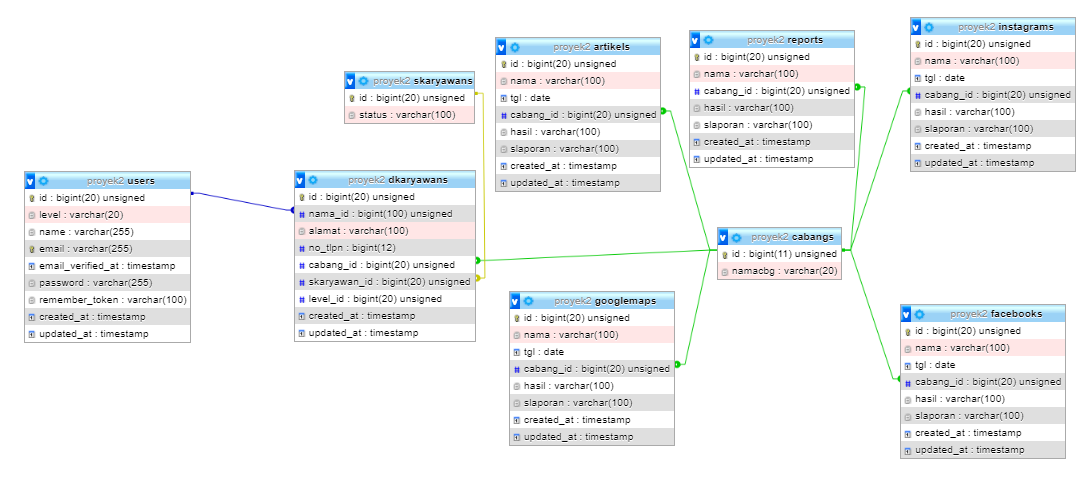 proyek2 users
id : bigint(20) unsigned
level : varchar(20)
name : varchar(255)
email : varchar(255)
email_verified_at : timestamp
password : varchar(255)
remember_token : varchar(100)
created_at : timestamp
updated_at : timestamp
proyek2 skaryawans
id : bigint(20) unsigned
status : varchar(100)
proyek2 dkaryawans
id : bigint(20) unsigned
nama_id : bigint(100) unsigned
alamat : varchar(100)
no_tlpn : bigint(12)
cabang_id : bigint(20) unsigned
skaryawan_id : bigint(20) unsigned
level_id : bigint(20) unsigned
created_at : timestamp
updated_at : timestamp
proyek2 artikels
id : bigint(20) unsigned
nama : varchar(100)
tgl : date
cabang_id : bigint(20) unsigned
hasil : varchar(100)
slaporan : varchar(100)
created_at : timestamp
updated_at : timestamp
proyek2 googlemaps
id : bigint(20) unsigned
nama : varchar(100)
tgl : date
cabang_id : bigint(20) unsigned
hasil : varchar(100)
slaporan : varchar(100)
created_at : timestamp
updated_at : timestamp
proyek2 reports
id : bigint(20) unsigned
nama : varchar(100)
cabang_id : bigint(20) unsigned
hasil : varchar(100)
slaporan : varchar(100)
created_at : timestamp
updated_at : timestamp
proyek2 cabangs
id : bigint(11) unsigned
namacbg : varchar(20)
proyek2 instagrams
id : bigint(20) unsigned
nama : varchar(100)
tgl : date
cabang_id : bigint(20) unsigned
hasil : varchar(100)
slaporan : varchar(100)
created_at : timestamp
updated_at : timestamp
proyek2 facebooks
id : bigint(20) unsigned
nama : varchar(100)
tgl : date
cabang_id : bigint(20) unsigned
hasil : varchar(100)
slaporan : varchar(100)
created_at : timestamp
updated_at : timestamp